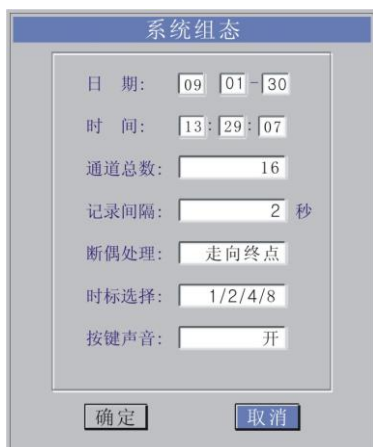 系统组态
日 期: 09 01-30
时 间: 13:29:07
通道总数: 16
记录间隔: 2 秒
断偶处理: 走向终点
时标选择: 1/2/4/8
按键声音: 开
确定 取消